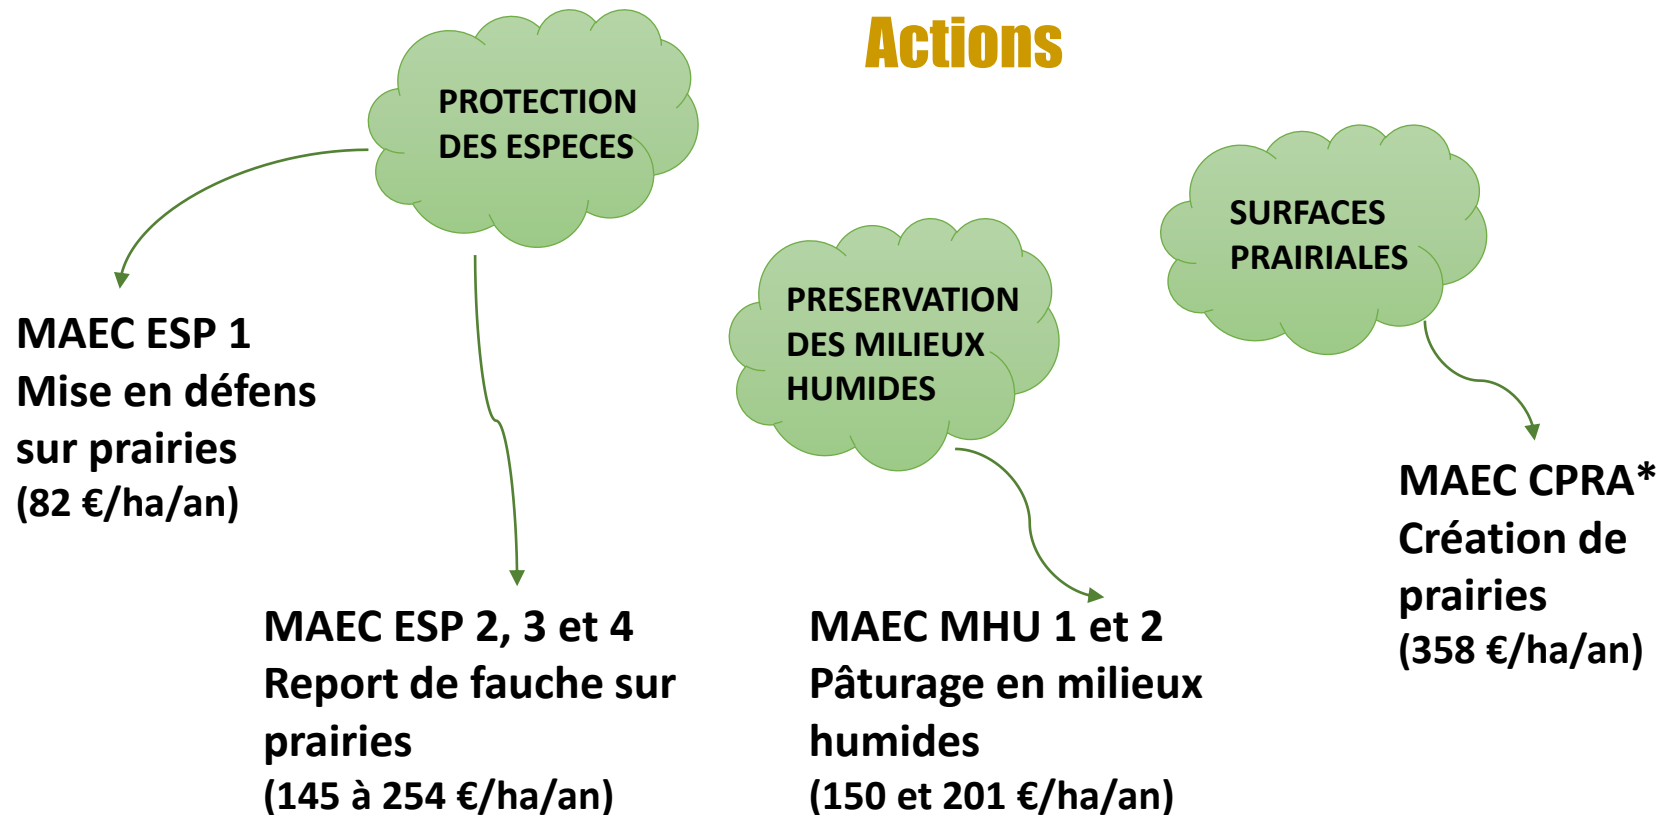 Actions
PROTECTION
DES ESPECES
MAEC ESP 1
Mise en défens
sur prairies
(82 €/ha/an)
MAEC ESP 2, 3 et 4
Report de fauche sur
prairies
(145 à 254 €/ha/an)
PRESERVATION
DES MILIEUX
HUMIDES
MAEC MHU 1 et 2
Pâturage en milieux
humides
(150 et 201 €/ha/an)
SURFACES
PRAIRIALES
MAEC CPRA*
Création de
prairies
(358 €/ha/an)